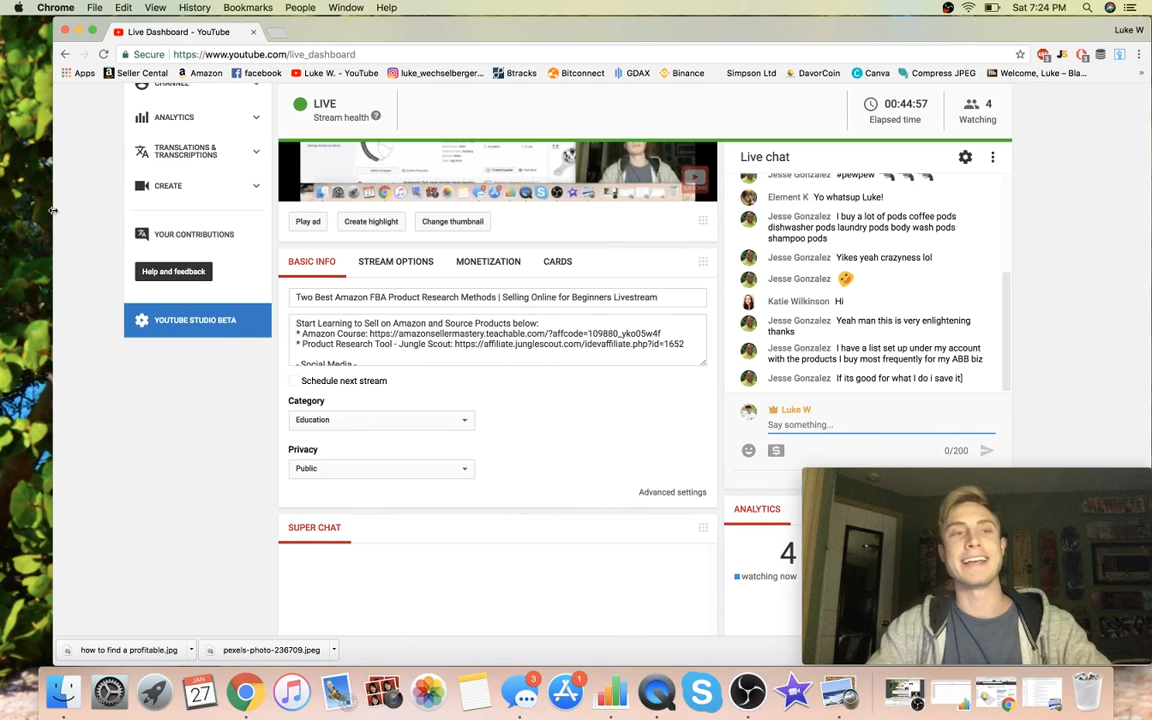 Chrome File Edit View History Bookmarks People Window Help Sat 7:24 PM
Live Dashboard - YouTube Luke W
Secure https://www.youtube.com/live_dashboard
Apps Seller Cental Amazon facebook Luke W. - YouTube luke_wechselberger... 8tracks Bitconnect GDAX Binance Simpson Ltd DavorCoin Canva Compress JPEG Welcome, Luke – Bla... »
CHANNEL
ANALYTICS
TRANSLATIONS &
TRANSCRIPTIONS
CREATE
YOUR CONTRIBUTIONS
Help and feedback
YOUTUBE STUDIO BETA
LIVE
Stream health ?
00:44:57
Elapsed time
4
Watching
Play ad Create highlight Change thumbnail
BASIC INFO STREAM OPTIONS MONETIZATION CARDS
Two Best Amazon FBA Product Research Methods | Selling Online for Beginners Livestream
Start Learning to Sell on Amazon and Source Products below:
* Amazon Course: https://amazonsellermastery.teachable.com/?affcode=109880_yko05w4f
* Product Research Tool - Jungle Scout: https://affiliate.junglescout.com/idevaffiliate.php?id=1652
- Social Media -
Schedule next stream
Category
Education
Privacy
Public
Advanced settings
SUPER CHAT
Live chat
Jesse Gonzalez #pewpew
Element K Yo whatsup Luke!
Jesse Gonzalez I buy a lot of pods coffee pods
dishwasher pods laundry pods body wash pods
shampoo pods
Jesse Gonzalez Yikes yeah crazyness lol
Jesse Gonzalez
Katie Wilkinson Hi
Jesse Gonzalez Yeah man this is very enlightening
thanks
Jesse Gonzalez I have a list set up under my account
with the products I buy most frequently for my ABB biz
Jesse Gonzalez If its good for what I do i save it]
Luke W
Say something...
0/200
ANALYTICS
4
watching now
how to find a profitable.jpg pexels-photo-236709.jpeg
JAN
27
3
1